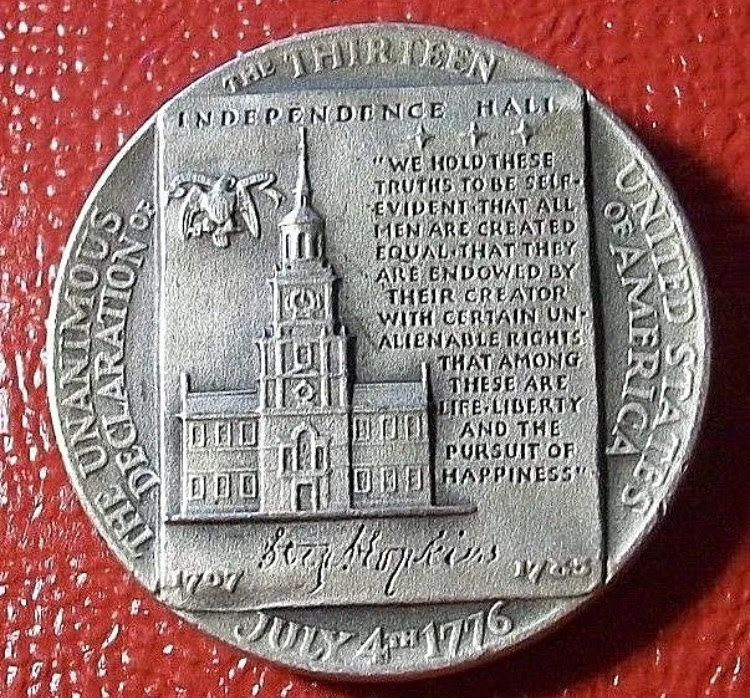 THE THIRTEEN
UNITED STATES
OF AMERICA
THE UNANIMOUS
DECLARATION OF
JULY 4TH 1776
INDEPENDENCE HALL
"WE HOLD THESE
TRUTHS TO BE SELF-
EVIDENT·THAT ALL
MEN ARE CREATED
EQUAL·THAT THEY
ARE ENDOWED BY
THEIR CREATOR
WITH CERTAIN UN-
ALIENABLE RIGHTS
THAT AMONG
THESE ARE
LIFE·LIBERTY
AND THE
PURSUIT OF
HAPPINESS"
Step Hopkins
1707